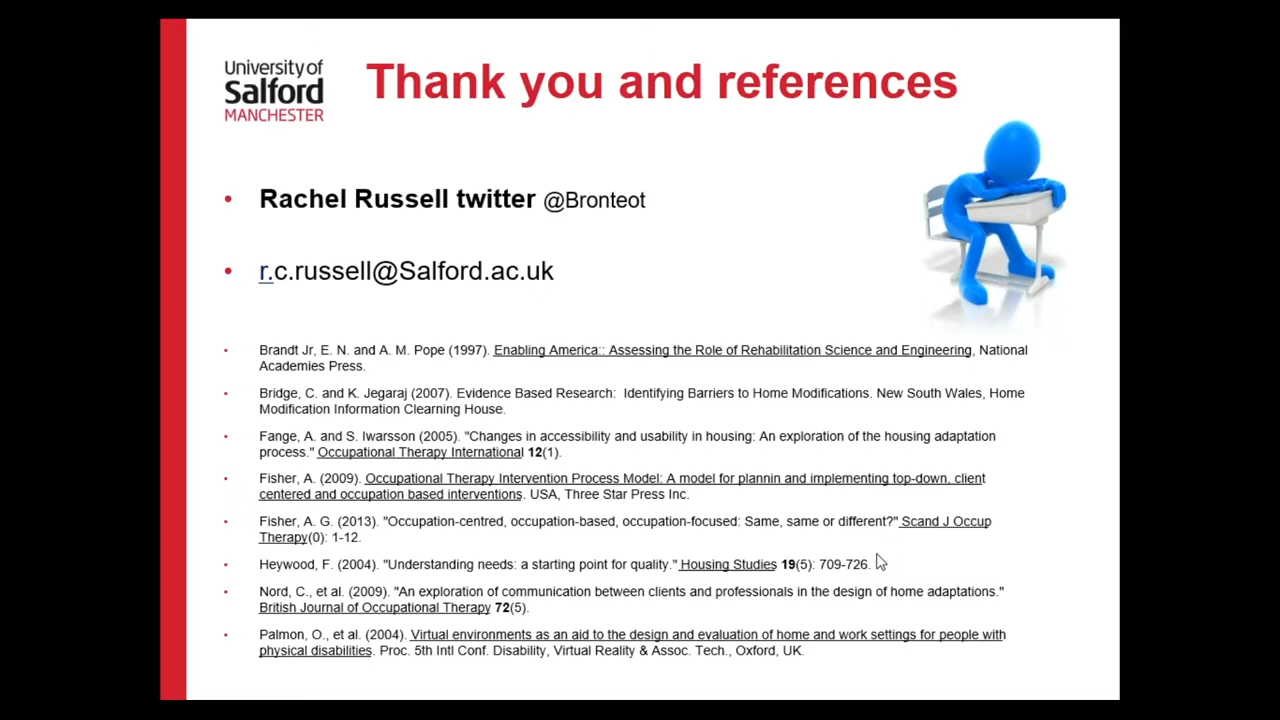 University of
Salford
MANCHESTER
Thank you and references
• Rachel Russell twitter @Bronteot
• r.c.russell@Salford.ac.uk
• Brandt Jr, E. N. and A. M. Pope (1997). Enabling America:: Assessing the Role of Rehabilitation Science and Engineering, National
Academies Press.
• Bridge, C. and K. Jegaraj (2007). Evidence Based Research:  Identifying Barriers to Home Modifications. New South Wales, Home
Modification Information Clearning House.
• Fange, A. and S. Iwarsson (2005). "Changes in accessibility and usability in housing: An exploration of the housing adaptation
process." Occupational Therapy International 12(1).
• Fisher, A. (2009). Occupational Therapy Intervention Process Model: A model for plannin and implementing top-down, client
centered and occupation based interventions. USA, Three Star Press Inc.
• Fisher, A. G. (2013). "Occupation-centred, occupation-based, occupation-focused: Same, same or different?" Scand J Occup
Therapy(0): 1-12.
• Heywood, F. (2004). "Understanding needs: a starting point for quality." Housing Studies 19(5): 709-726.
• Nord, C., et al. (2009). "An exploration of communication between clients and professionals in the design of home adaptations."
British Journal of Occupational Therapy 72(5).
• Palmon, O., et al. (2004). Virtual environments as an aid to the design and evaluation of home and work settings for people with
physical disabilities. Proc. 5th Intl Conf. Disability, Virtual Reality & Assoc. Tech., Oxford, UK.